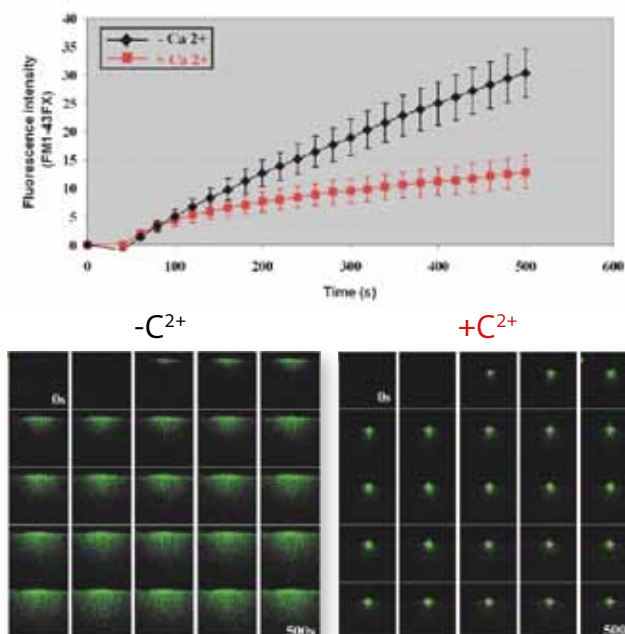 40
35
30
25
20
15
10
5
0
Fluorescence intensity
(FM1-43FX)
- Ca 2+
+ Ca 2+
0 100 200 300 400 500 600
Time (s)
-C²⁺
+C²⁺
0s
0s
500s
500